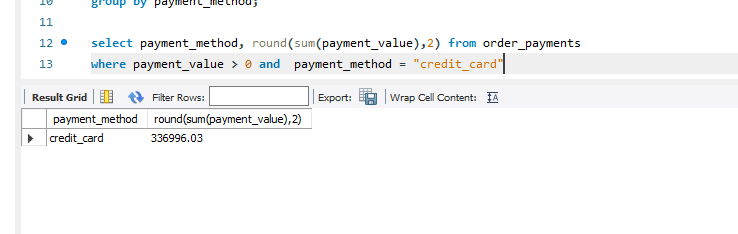 10 group by payment_method;
11
12 select payment_method, round(sum(payment_value),2) from order_payments
13 where payment_value > 0 and  payment_method = "credit_card"
Result Grid Filter Rows: Export: Wrap Cell Content: IA
payment_method round(sum(payment_value),2)
credit_card 336996.03